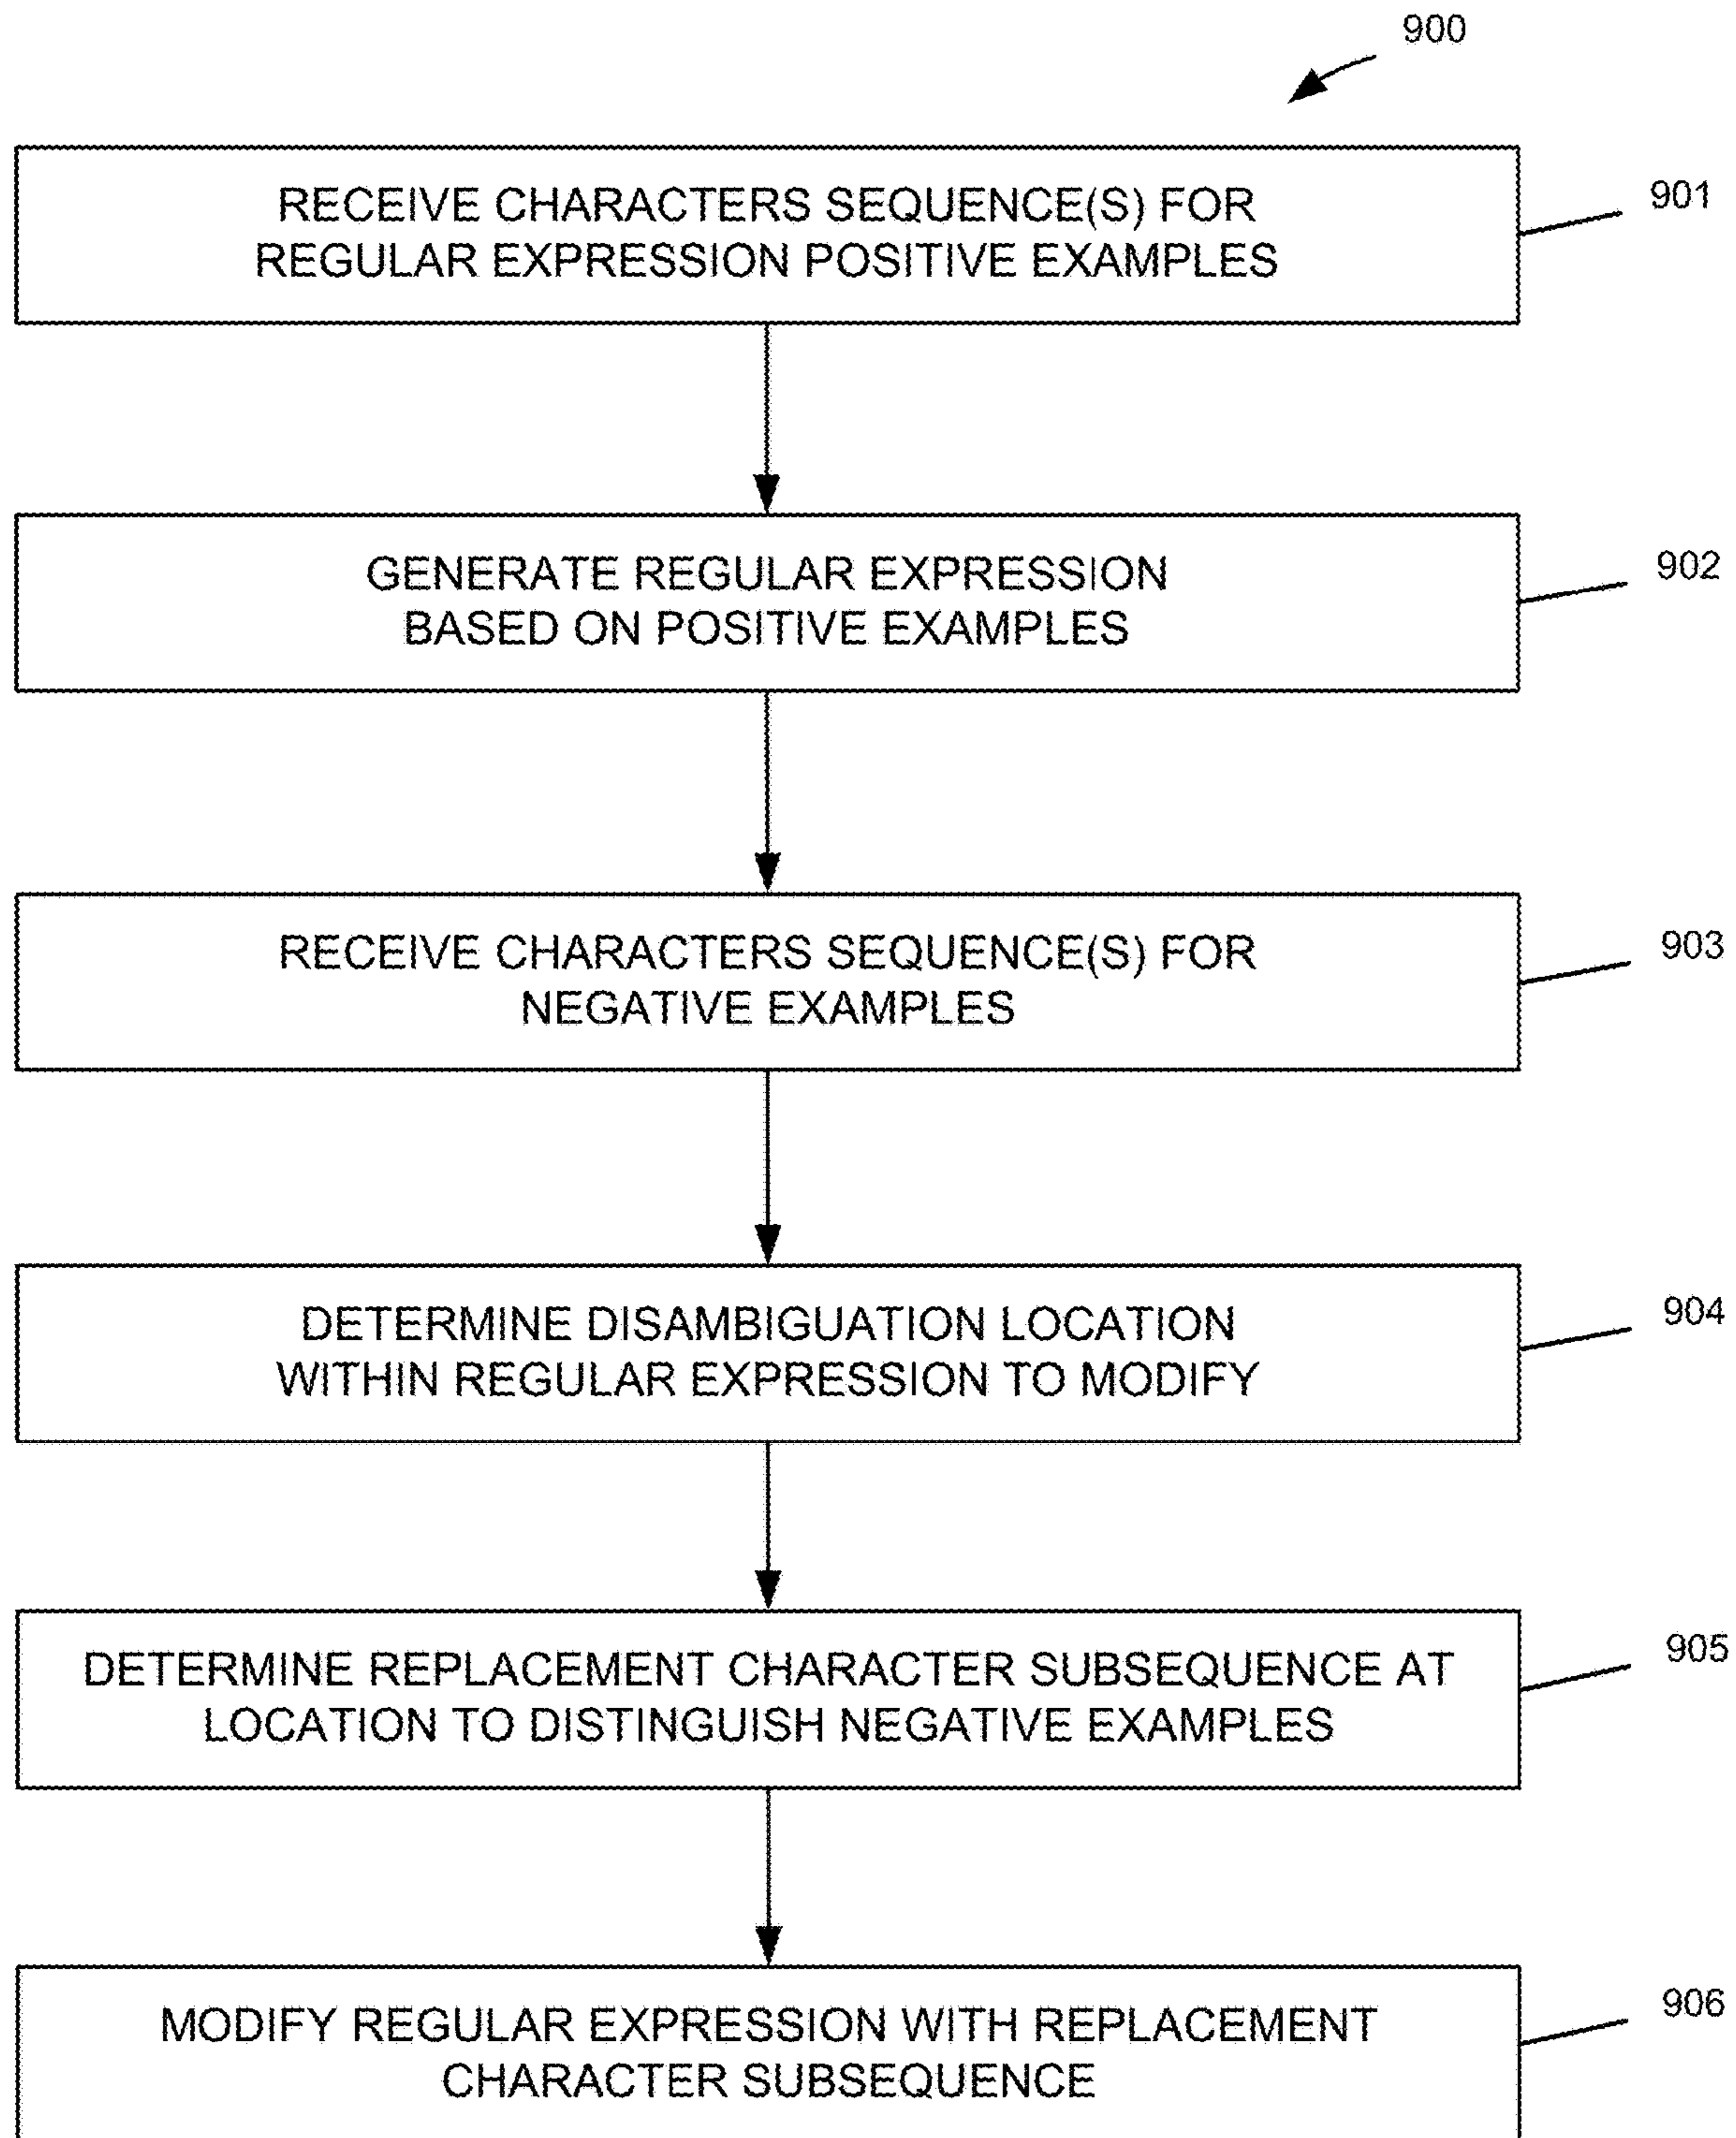 900
RECEIVE CHARACTERS SEQUENCE(S) FOR
REGULAR EXPRESSION POSITIVE EXAMPLES
901
GENERATE REGULAR EXPRESSION
BASED ON POSITIVE EXAMPLES
902
RECEIVE CHARACTERS SEQUENCE(S) FOR
NEGATIVE EXAMPLES
903
DETERMINE DISAMBIGUATION LOCATION
WITHIN REGULAR EXPRESSION TO MODIFY
904
DETERMINE REPLACEMENT CHARACTER SUBSEQUENCE AT
LOCATION TO DISTINGUISH NEGATIVE EXAMPLES
905
MODIFY REGULAR EXPRESSION WITH REPLACEMENT
CHARACTER SUBSEQUENCE
906